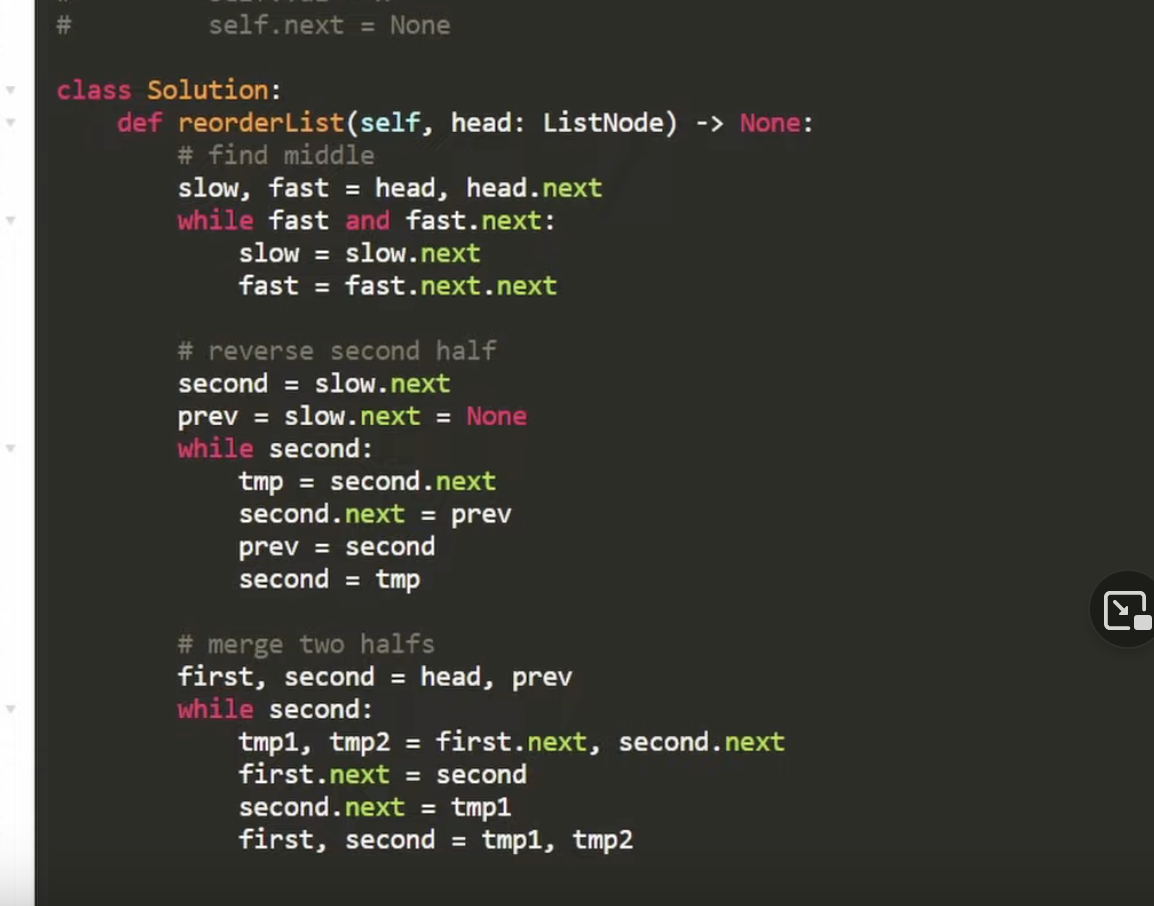 #         self.next = None
class Solution:
    def reorderList(self, head: ListNode) -> None:
        # find middle
        slow, fast = head, head.next
        while fast and fast.next:
            slow = slow.next
            fast = fast.next.next

        # reverse second half
        second = slow.next
        prev = slow.next = None
        while second:
            tmp = second.next
            second.next = prev
            prev = second
            second = tmp

        # merge two halfs
        first, second = head, prev
        while second:
            tmp1, tmp2 = first.next, second.next
            first.next = second
            second.next = tmp1
            first, second = tmp1, tmp2